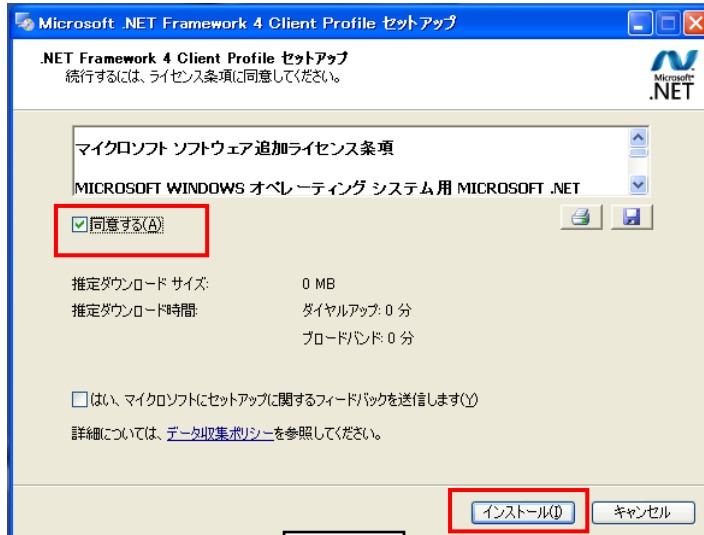 Microsoft .NET Framework 4 Client Profile セットアップ
.NET Framework 4 Client Profile セットアップ
続行するには、ライセンス条項に同意してください。
Microsoft
.NET
マイクロソフト ソフトウェア追加ライセンス条項
MICROSOFT WINDOWS オペレーティング システム用 MICROSOFT .NET
同意する(A)
推定ダウンロード サイズ: 0 MB
推定ダウンロード時間: ダイヤルアップ: 0 分
ブロードバンド: 0 分
はい、マイクロソフトにセットアップに関するフィードバックを送信します(Y)
詳細については、データ収集ポリシーを参照してください。
インストール(I) キャンセル